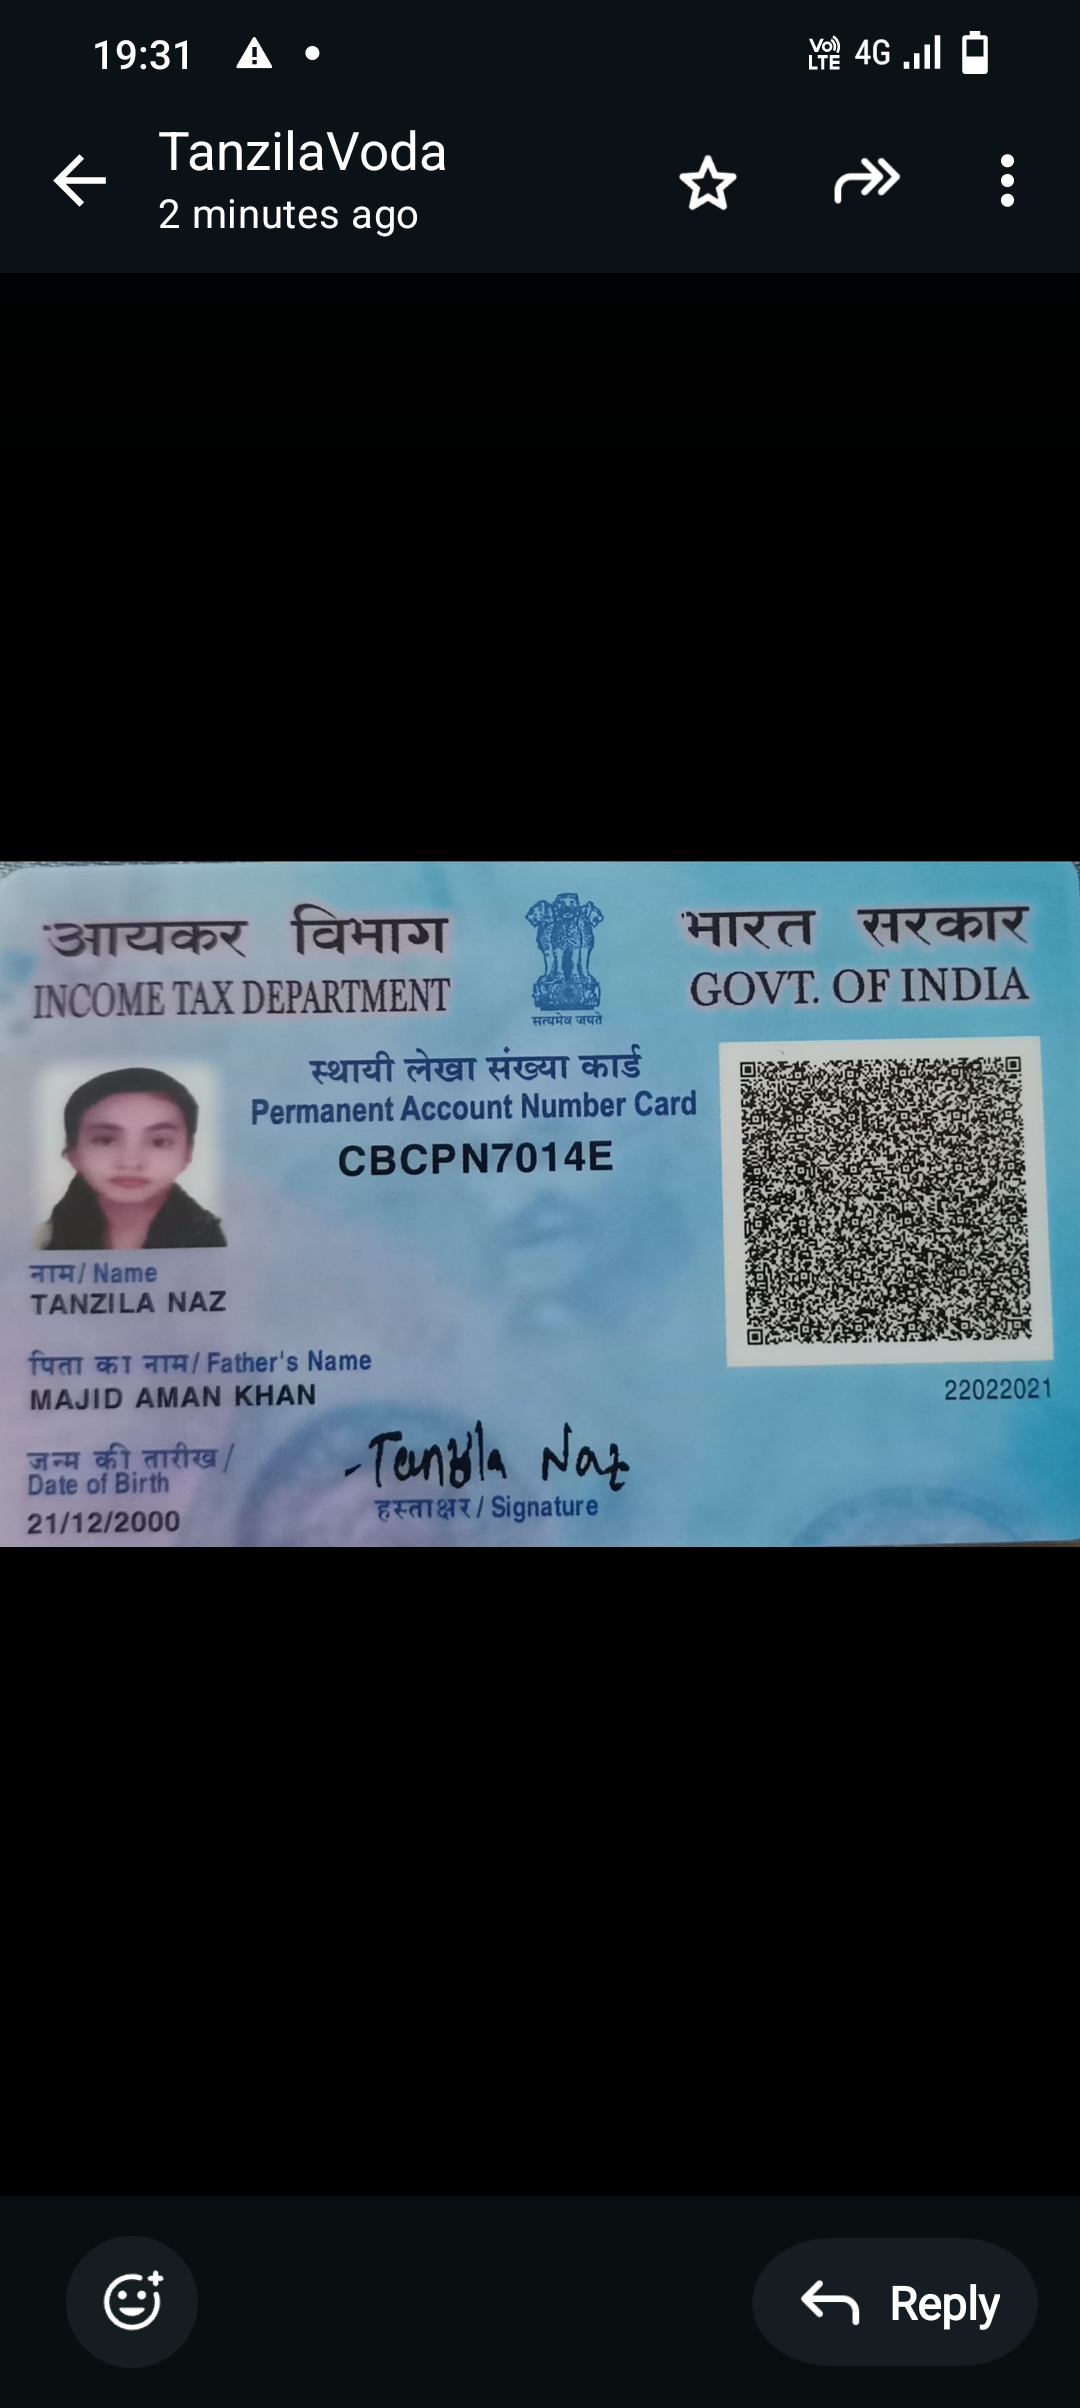 19:31
Vo)) LTE 4G
TanzilaVoda
2 minutes ago
आयकर विभाग
INCOME TAX DEPARTMENT
सत्यमेव जयते
भारत सरकार
GOVT. OF INDIA
स्थायी लेखा संख्या कार्ड
Permanent Account Number Card
CBCPN7014E
नाम/ Name
TANZILA NAZ
पिता का नाम/ Father's Name
MAJID AMAN KHAN
22022021
जन्म की तारीख/
Date of Birth
21/12/2000
Tanzila Naz
हस्ताक्षर/ Signature
Reply